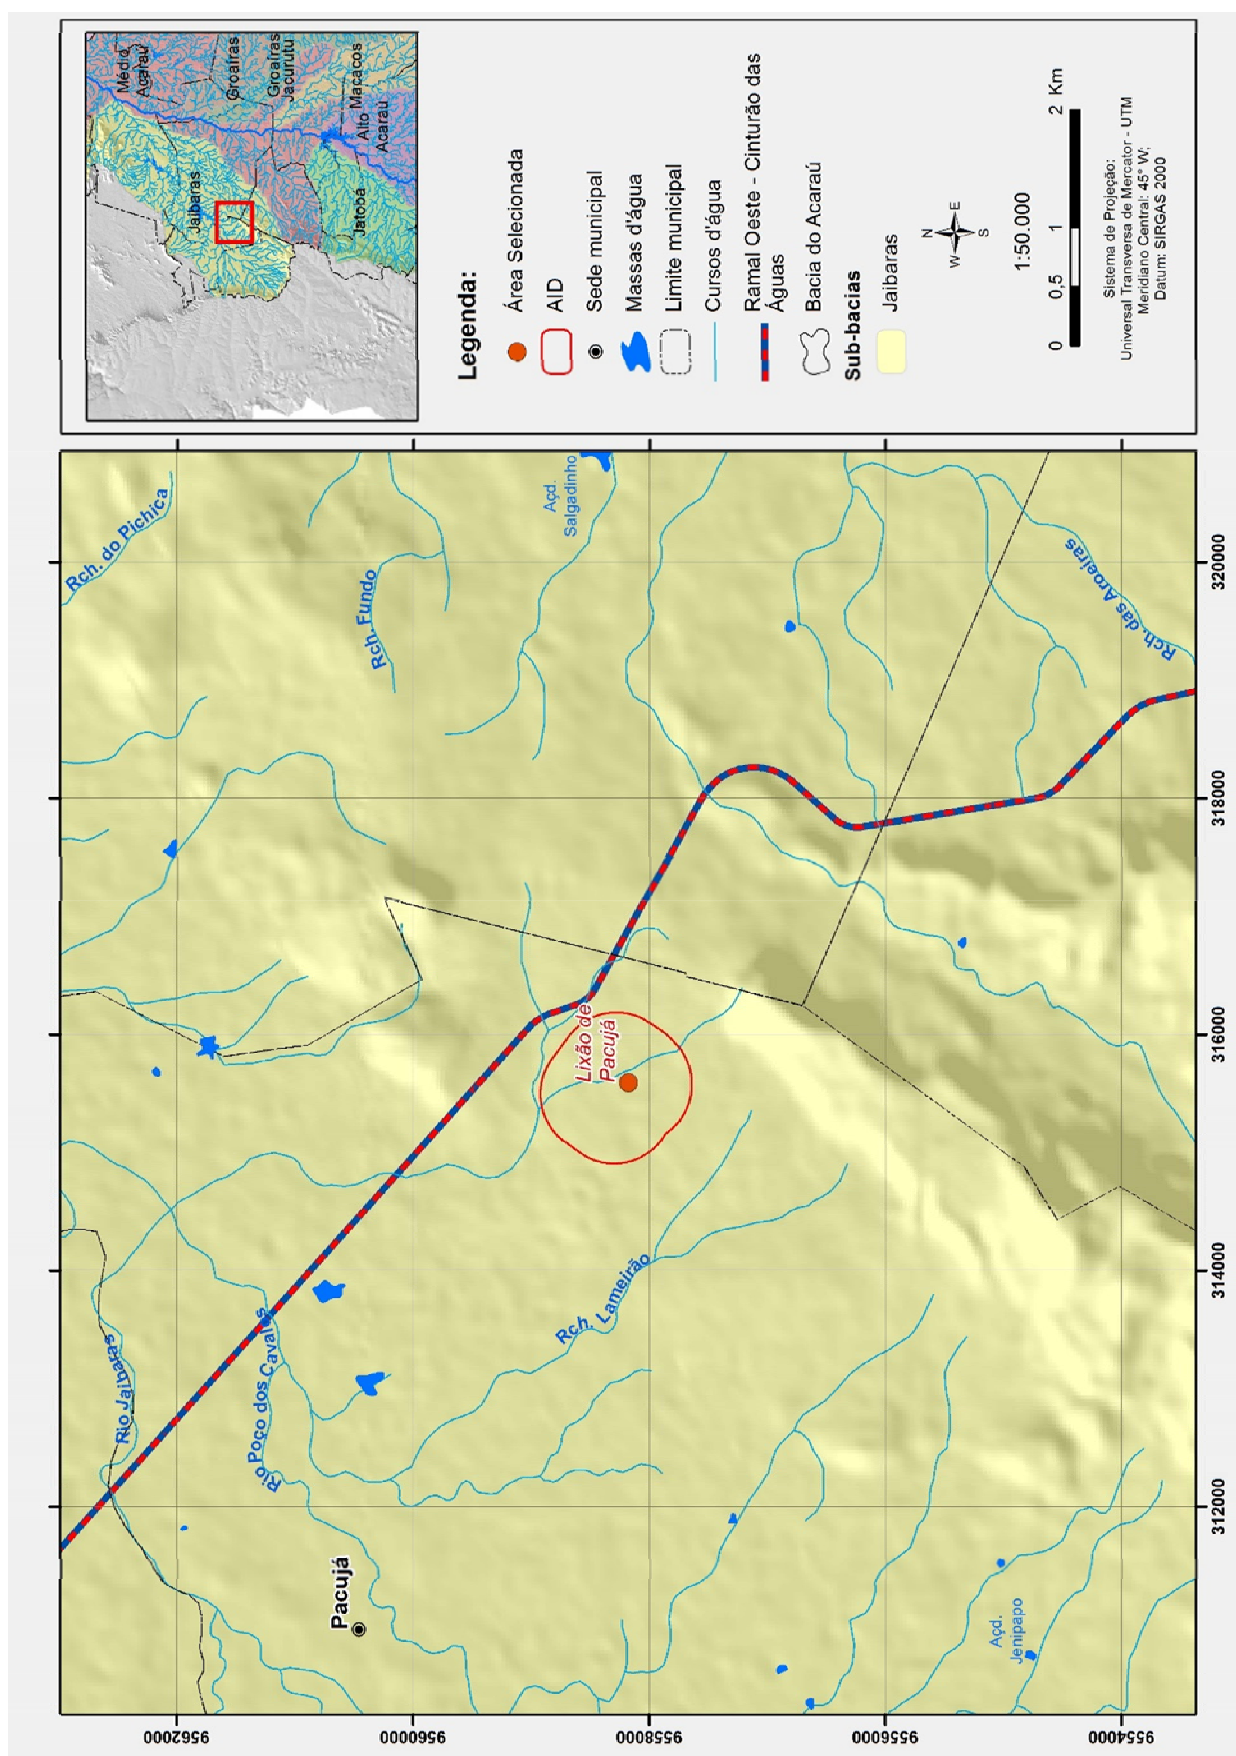 Médio
Acaraú
Groaíras
Groaíras
Jacurutu
Macacos
Alto
Acaraú
Jaibaras
Jatobá
Legenda:
Área Selecionada
AID
Sede municipal
Massas d'água
Limite municipal
Cursos d'água
Ramal Oeste - Cinturão das
Águas
Bacia do Acaraú
Sub-bacias
Jaibaras
N
W
E
S
1:50.000
0
0,5
1
2 Km
Sistema de Projeção:
Universal Transversa de Mercator - UTM
Meridiano Central: 45° W;
Datum: SIRGAS 2000
Rch. do Pichica
Rch. Fundo
Açd.
Salgadinho
Rch. das Aroeiras
Lixão de
Pacujá
Rio Jaibaras
Rio Poço dos Cavalos
Rch. Lameirão
Pacujá
Açd.
Jenipapo
312000
314000
316000
318000
320000
9562000
9560000
9558000
9556000
9554000